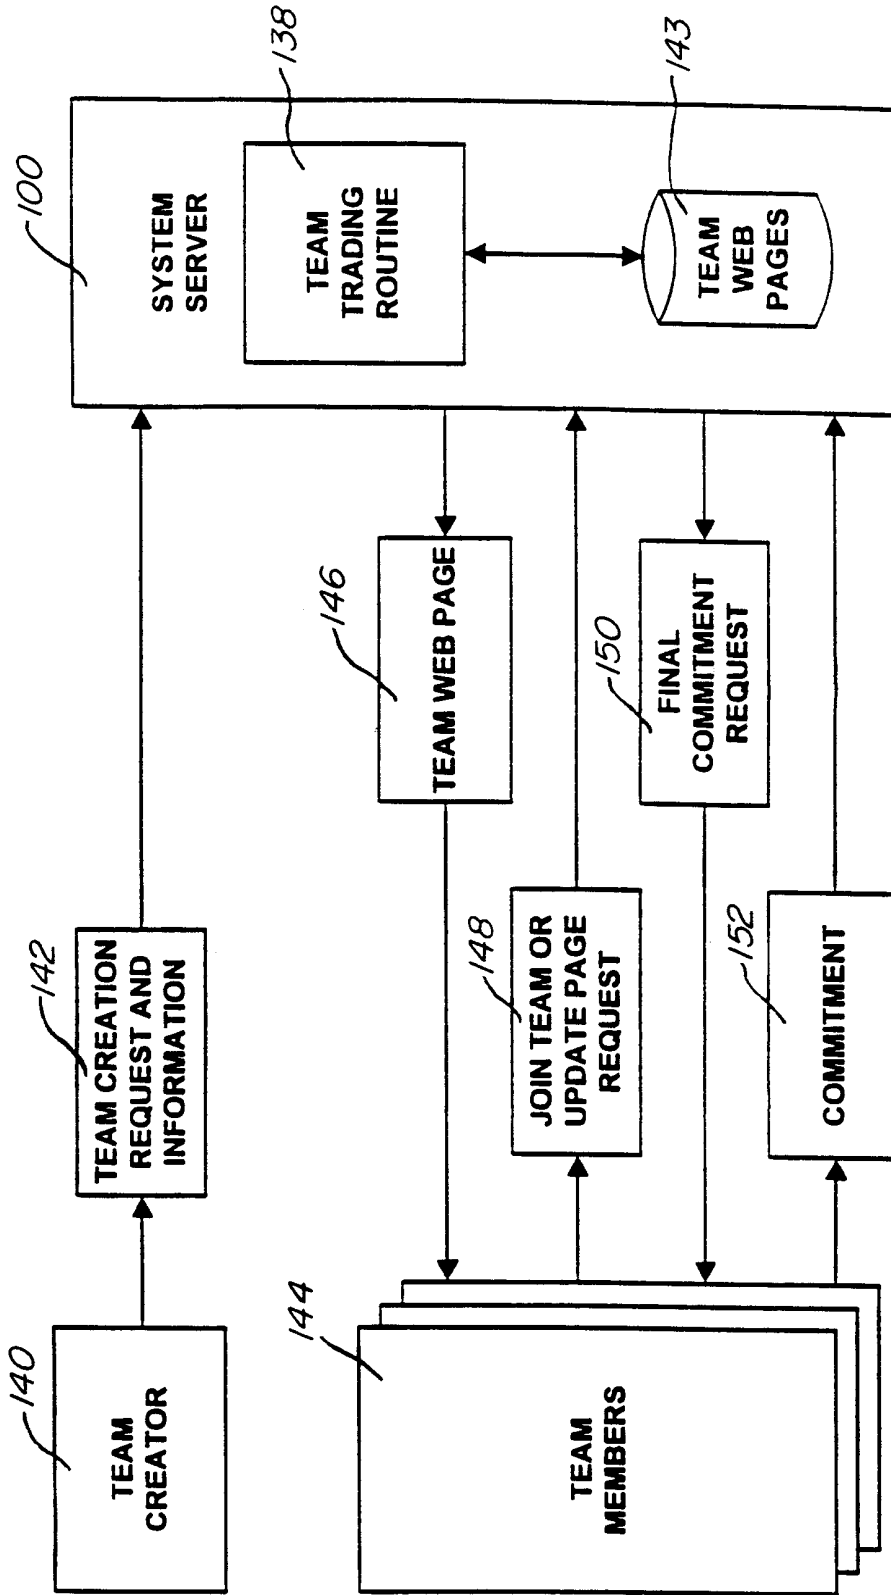 140
TEAM
CREATOR
142
TEAM CREATION
REQUEST AND
INFORMATION
100
SYSTEM
SERVER
138
TEAM
TRADING
ROUTINE
143
TEAM
WEB
PAGES
144
TEAM
MEMBERS
146
TEAM WEB PAGE
148
JOIN TEAM OR
UPDATE PAGE
REQUEST
150
FINAL
COMMITMENT
REQUEST
152
COMMITMENT